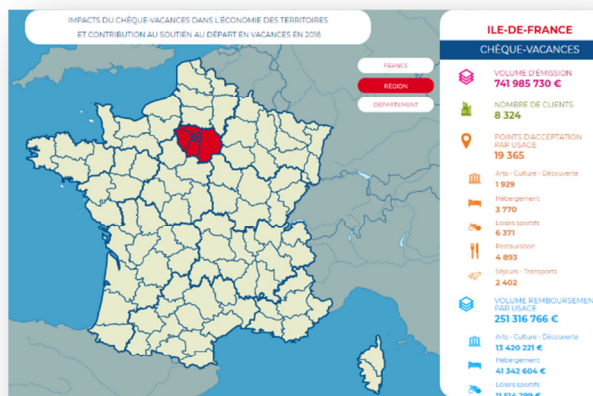 IMPACTS DU CHÈQUE-VACANCES DANS L'ÉCONOMIE DES TERRITOIRES
ET CONTRIBUTION AU SOUTIEN AU DÉPART EN VACANCES EN 2016
FRANCE
RÉGION
DÉPARTEMENT
ILE-DE-FRANCE
CHÈQUE-VACANCES
VOLUME D'ÉMISSION
741 985 730 €
NOMBRE DE CLIENTS
8 324
POINTS D'ACCEPTATION
PAR USAGE
19 365
Arts - Culture - Découverte
1 929
Hébergement
3 770
Loisirs sportifs
6 371
Restauration
4 893
Séjours - Transports
2 402
VOLUME REMBOURSEMEN
PAR USAGE
251 316 766 €
Arts - Culture - Découverte
13 420 221 €
Hébergement
41 342 604 €
Loisirs sportifs